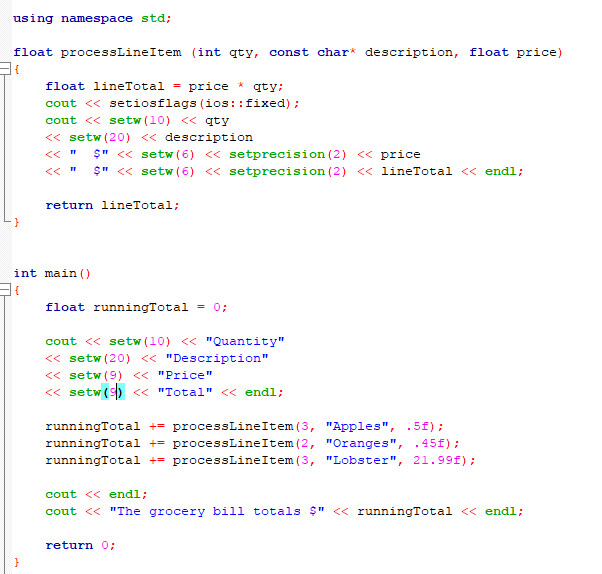 using namespace std;
float processLineItem (int qty, const char* description, float price)
{
float lineTotal = price * qty;
cout << setiosflags(ios::fixed);
cout << setw(10) << qty
<< setw(20) << description
<< "  $" << setw(6) << setprecision(2) << price
<< "  $" << setw(6) << setprecision(2) << lineTotal << endl;
return lineTotal;
}
int main()
{
float runningTotal = 0;
cout << setw(10) << "Quantity"
<< setw(20) << "Description"
<< setw(9) << "Price"
<< setw(9) << "Total" << endl;
runningTotal += processLineItem(3, "Apples", .5f);
runningTotal += processLineItem(2, "Oranges", .45f);
runningTotal += processLineItem(3, "Lobster", 21.99f);
cout << endl;
cout << "The grocery bill totals $" << runningTotal << endl;
return 0;
}